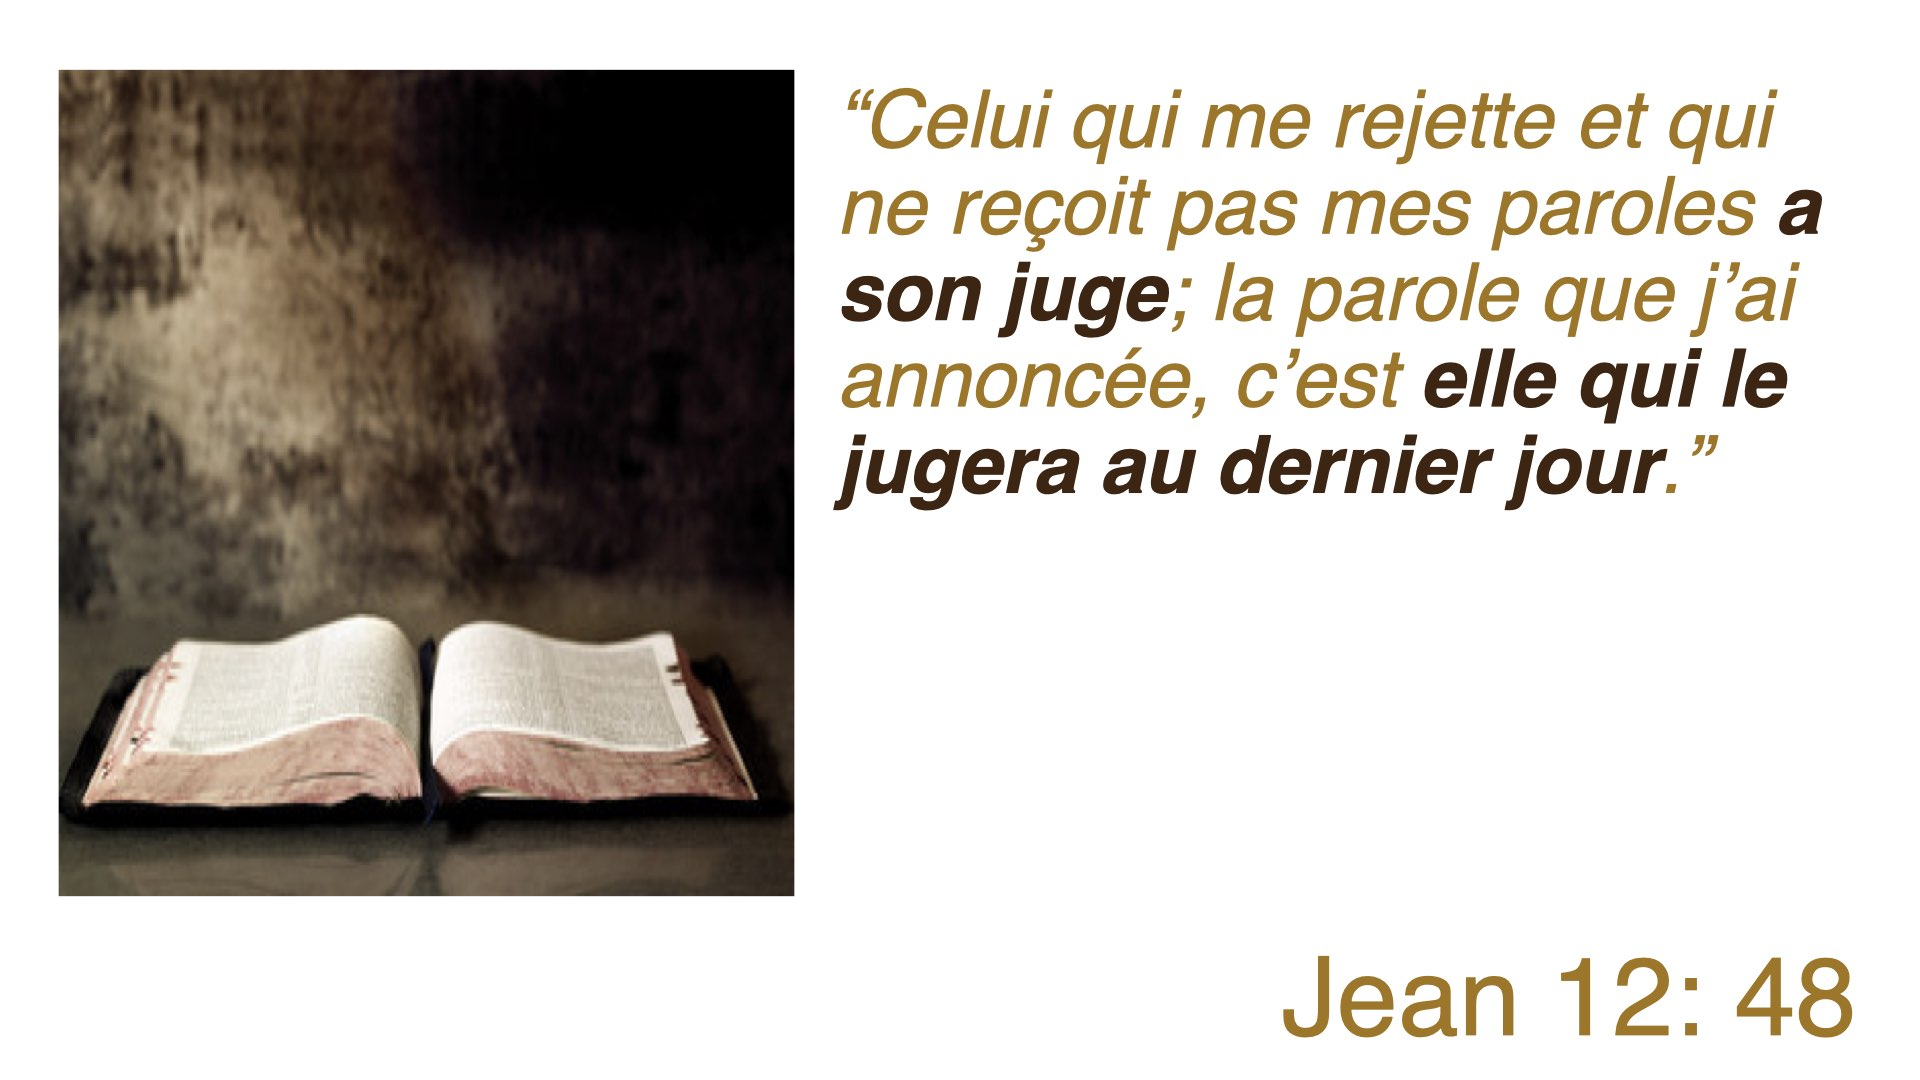 “Celui qui me rejette et qui
ne reçoit pas mes paroles a
son juge; la parole que j’ai
annoncée, c’est elle qui le
jugera au dernier jour.”
Jean 12: 48